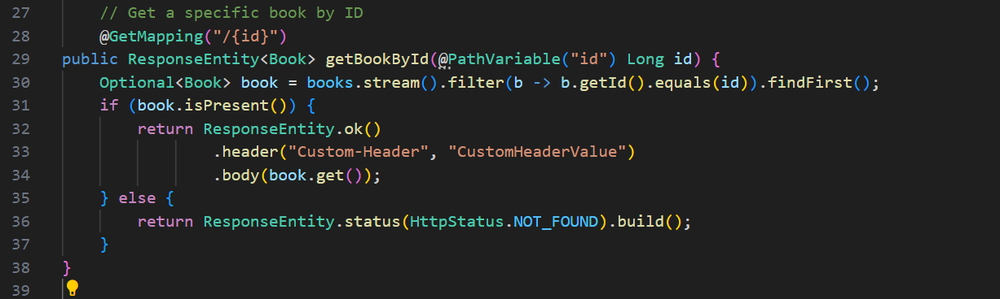 27 // Get a specific book by ID
28 @GetMapping("/{id}")
29 public ResponseEntity<Book> getBookById(@PathVariable("id") Long id) {
30 Optional<Book> book = books.stream().filter(b -> b.getId().equals(id)).findFirst();
31 if (book.isPresent()) {
32 return ResponseEntity.ok()
33 .header("Custom-Header", "CustomHeaderValue")
34 .body(book.get());
35 } else {
36 return ResponseEntity.status(HttpStatus.NOT_FOUND).build();
37 }
38 }
39